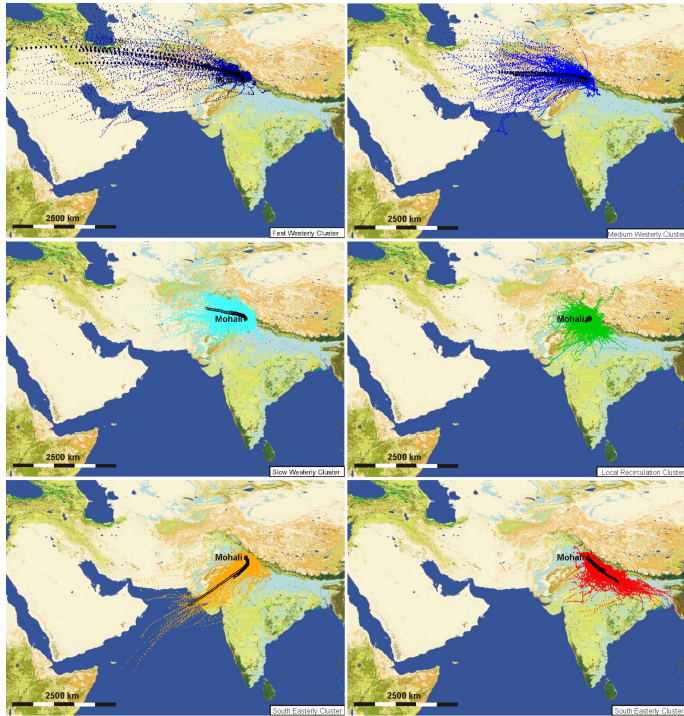 2500 km
Fast Westerly Cluster
2500 km
Medium Westerly Cluster
Mohali
2500 km
Slow Westerly Cluster
Mohali
2500 km
Local Recirculation Cluster
Mohali
2500 km
South Easterly Cluster
Mohali
2500 km
South Easterly Cluster